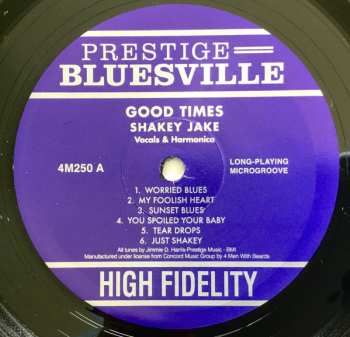 PRESTIGE
BLUESVILLE
GOOD TIMES
SHAKEY JAKE
Vocals & Harmonica
4M250 A
LONG-PLAYING
MICROGROOVE
1. WORRIED BLUES
2. MY FOOLISH HEART
3. SUNSET BLUES
4. YOU SPOILED YOUR BABY
5. TEAR DROPS
6. JUST SHAKEY
All tunes by Jimmie D. Harris-Prestige Music - BMI
Manufactured under license from Concord Music Group by 4 Men With Beards
HIGH FIDELITY